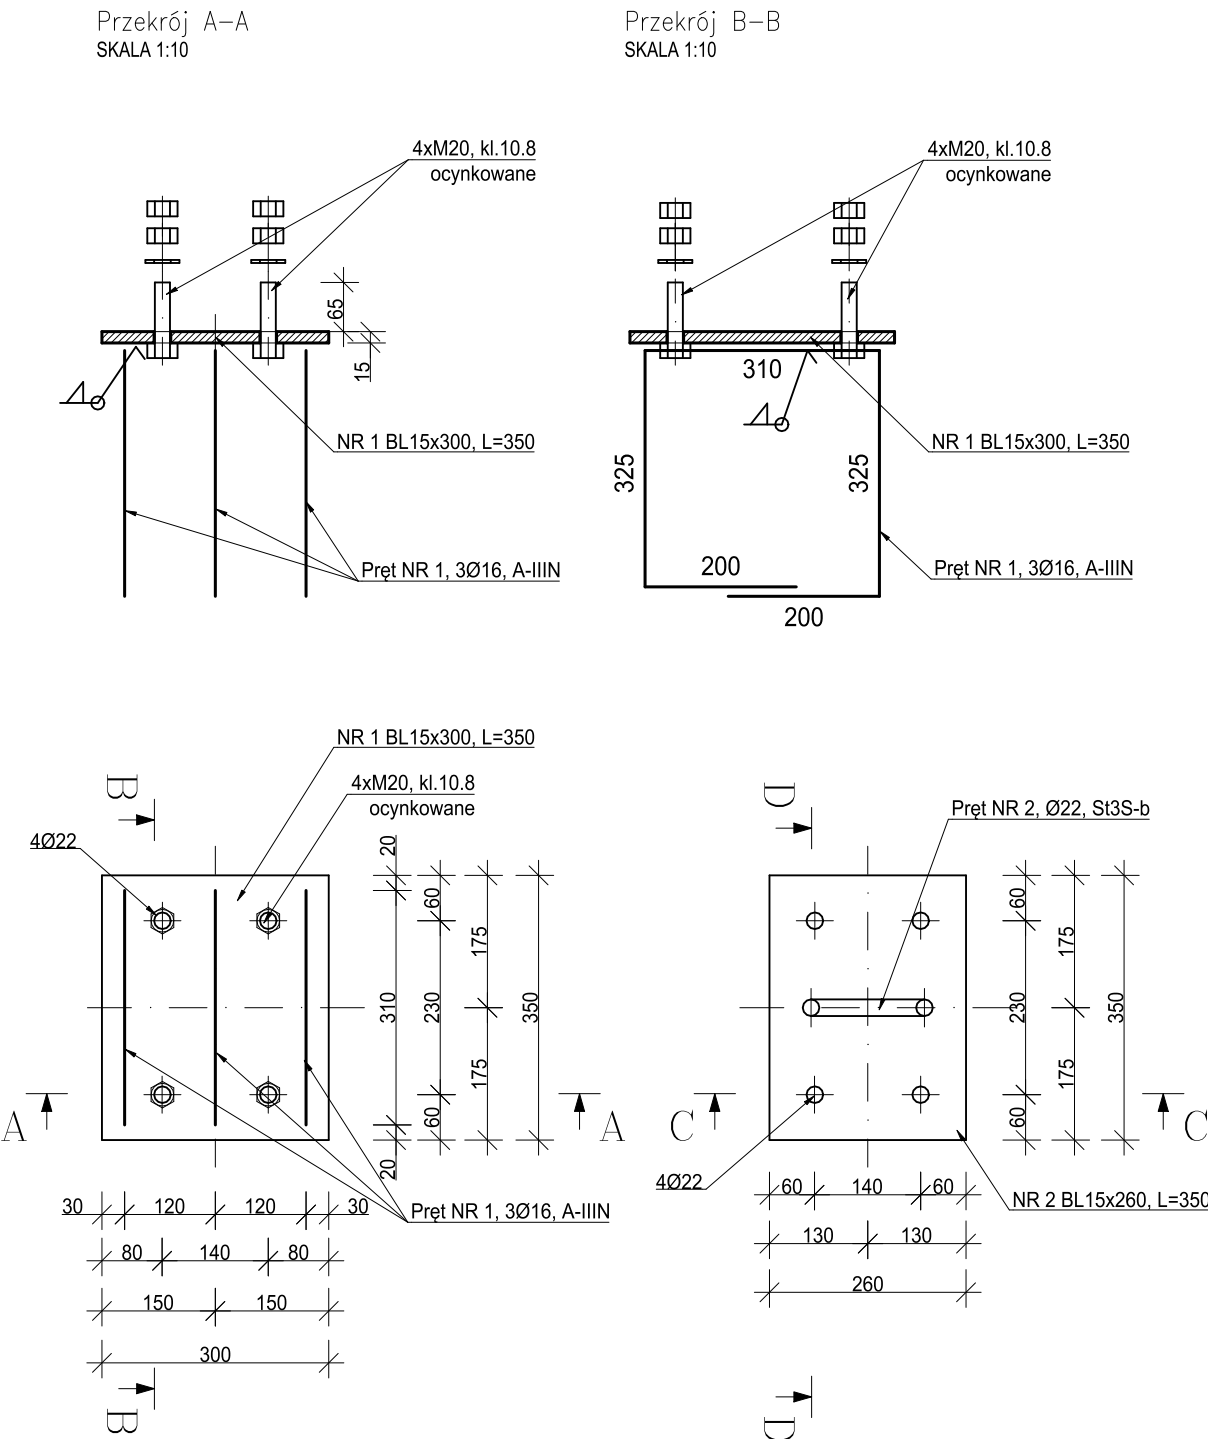 Przekrój A-A
SKALA 1:10
Przekrój B-B
SKALA 1:10
4xM20, kl.10.8
ocynkowane
65
15
NR 1 BL15x300, L=350
Pręt NR 1, 3Ø16, A-IIIN
4xM20, kl.10.8
ocynkowane
310
325
325
NR 1 BL15x300, L=350
200
200
Pręt NR 1, 3Ø16, A-IIIN
NR 1 BL15x300, L=350
4xM20, kl.10.8
ocynkowane
B
4Ø22
20
310
20
60
230
60
175
175
350
A
A
Pręt NR 1, 3Ø16, A-IIIN
30
120
120
30
80
140
80
150
150
300
B
D
Pręt NR 2, Ø22, St3S-b
60
230
60
175
175
350
C
C
4Ø22
NR 2 BL15x260, L=350
60
140
60
130
130
260
D